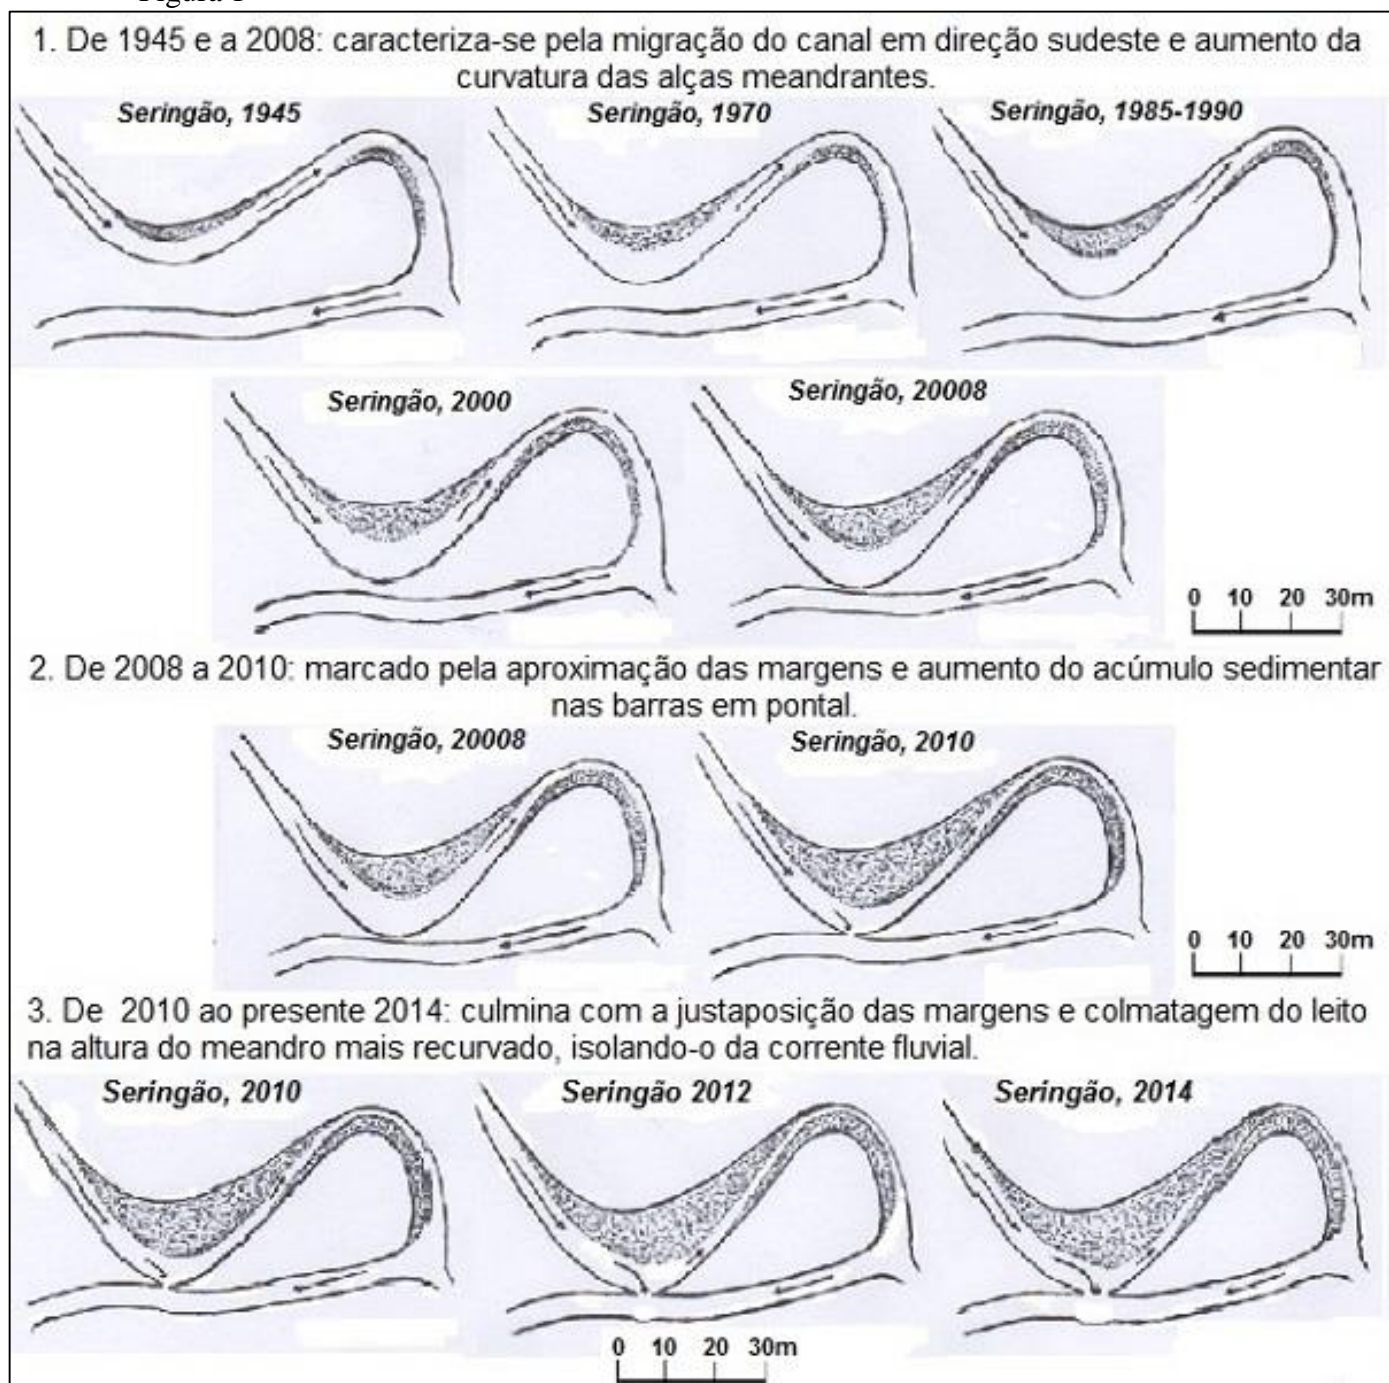 1. De 1945 e a 2008: caracteriza-se pela migração do canal em direção sudeste e aumento da
curvatura das alças meandrantes.
Seringão, 1945
Seringão, 1970
Seringão, 1985-1990
Seringão, 2000
Seringão, 20008
0 10 20 30m
2. De 2008 a 2010: marcado pela aproximação das margens e aumento do acúmulo sedimentar
nas barras em pontal.
Seringão, 20008
Seringão, 2010
0 10 20 30m
3. De 2010 ao presente 2014: culmina com a justaposição das margens e colmatagem do leito
na altura do meandro mais recurvado, isolando-o da corrente fluvial.
Seringão, 2010
Seringão 2012
Seringão, 2014
0 10 20 30m